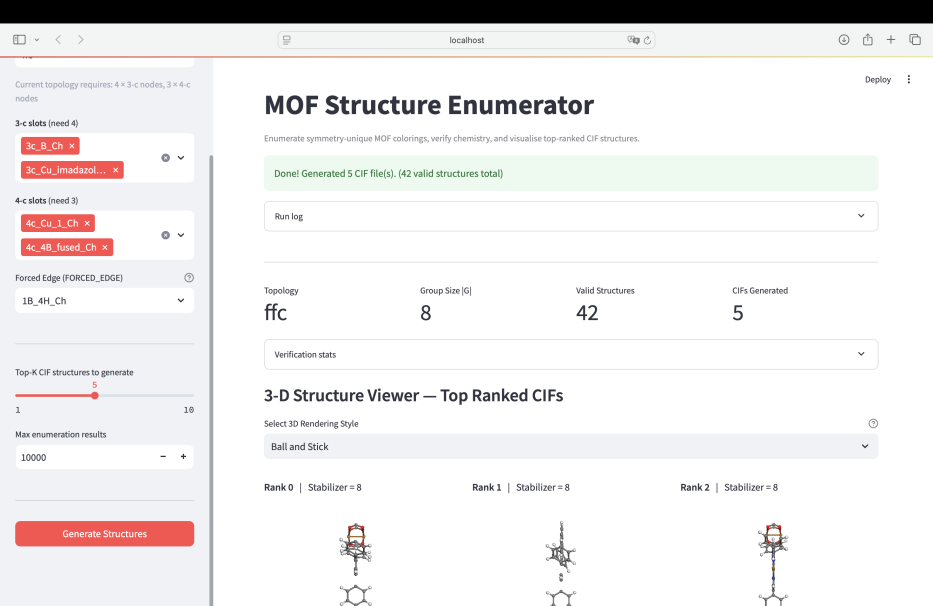 localhost
Current topology requires: 4 × 3-c nodes, 3 × 4-c
nodes
3-c slots (need 4)
3c_B_Ch ×
3c_Cu_imadazol... ×
4-c slots (need 3)
4c_Cu_1_Ch ×
4c_4B_fused_Ch ×
Forced Edge (FORCED_EDGE)
1B_4H_Ch
Top-K CIF structures to generate
5
1 10
Max enumeration results
10000 − +
Generate Structures
Deploy
MOF Structure Enumerator
Enumerate symmetry-unique MOF colorings, verify chemistry, and visualise top-ranked CIF structures.
Done! Generated 5 CIF file(s). (42 valid structures total)
Run log
Topology Group Size |G| Valid Structures CIFs Generated
ffc 8 42 5
Verification stats
3-D Structure Viewer — Top Ranked CIFs
Select 3D Rendering Style
Ball and Stick
Rank 0 | Stabilizer = 8 Rank 1 | Stabilizer = 8 Rank 2 | Stabilizer = 8